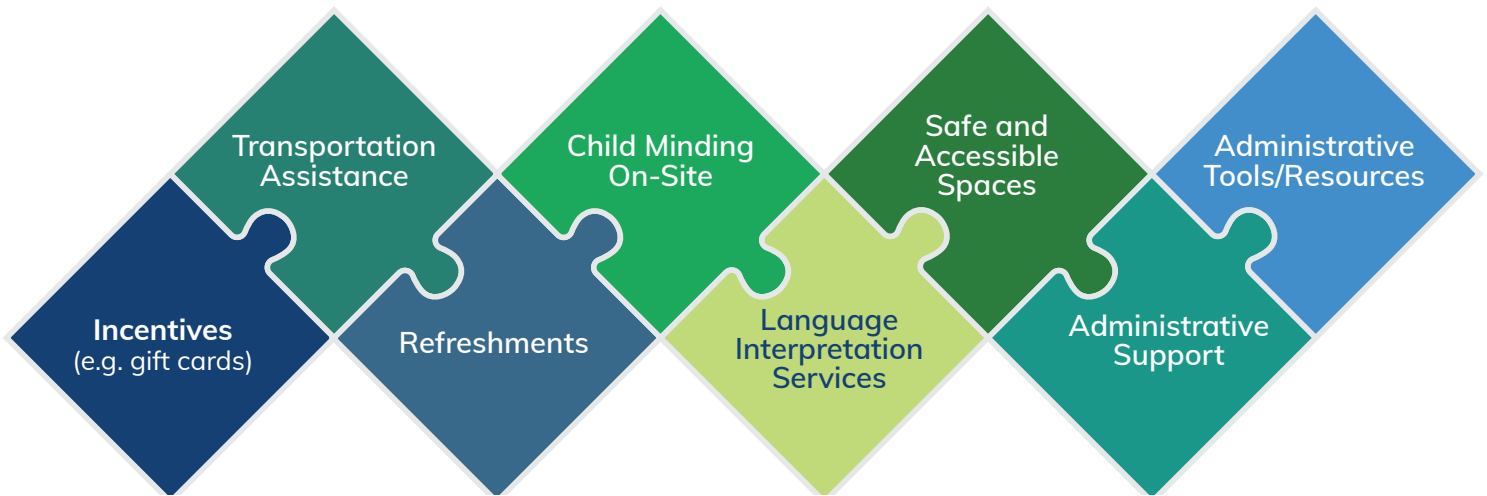 Transportation
Assistance
Child Minding
On-Site
Safe and
Accessible
Spaces
Administrative
Tools/Resources
Incentives
(e.g. gift cards)
Refreshments
Language
Interpretation
Services
Administrative
Support